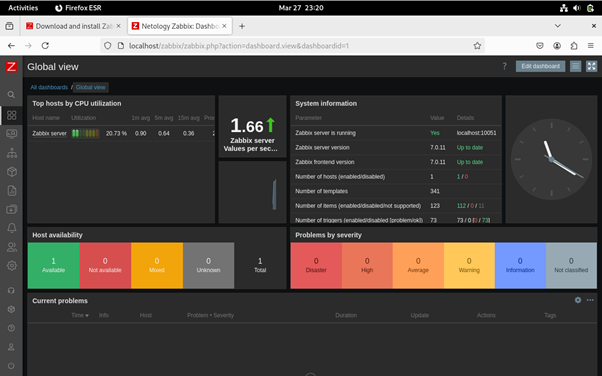 Activities
Firefox ESR
Mar 27 23:20
Download and install Zab
Netology Zabbix: Dashbo
localhost/zabbix/zabbix.php?action=dashboard.view&dashboardid=1
Global view
? Edit dashboard
All dashboards / Global view
Top hosts by CPU utilization
Host name Utilization 1m avg 5m avg 15m avg
Zabbix server 20.73 % 1.90 0.64 0.36
1.66
Zabbix server
Values per sec...
System information
Parameter Value Details
Zabbix server is running Yes localhost:10051
Zabbix server version 7.0.11 Up to date
Zabbix frontend version 7.0.11 Up to date
Number of hosts (enabled/disabled) 1 1 / 0
Number of templates 341
Number of items (enabled/disabled/not supported) 123 112 / 0 / 11
Number of triggers (enabled/disabled [problem/ok]) 73 73 / 0 [0 / 73]
Host availability
1 Available
0 Not available
0 Mixed
0 Unknown
1 Total
Problems by severity
0 Disaster
0 High
0 Average
0 Warning
0 Information
0 Not classified
Current problems
Time Info Host Problem • Severity Duration Update Actions Tags